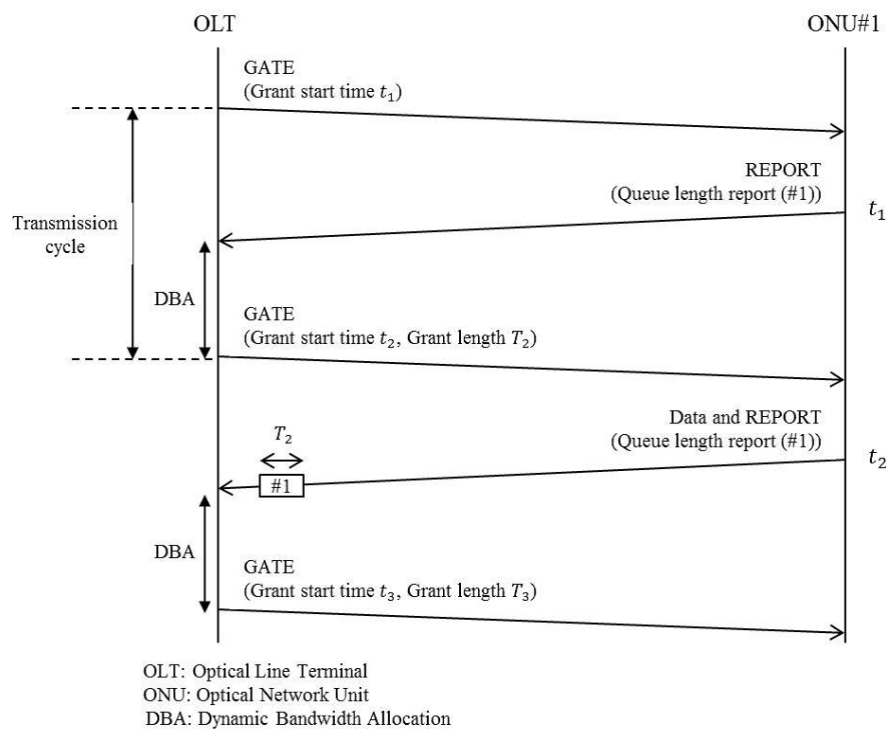 OLT
ONU#1
GATE
(Grant start time t₁)
REPORT
(Queue length report (#1))
t₁
Transmission
cycle
DBA
GATE
(Grant start time t₂, Grant length T₂)
Data and REPORT
(Queue length report (#1))
T₂
t₂
#1
DBA
GATE
(Grant start time t₃, Grant length T₃)
OLT: Optical Line Terminal
ONU: Optical Network Unit
DBA: Dynamic Bandwidth Allocation